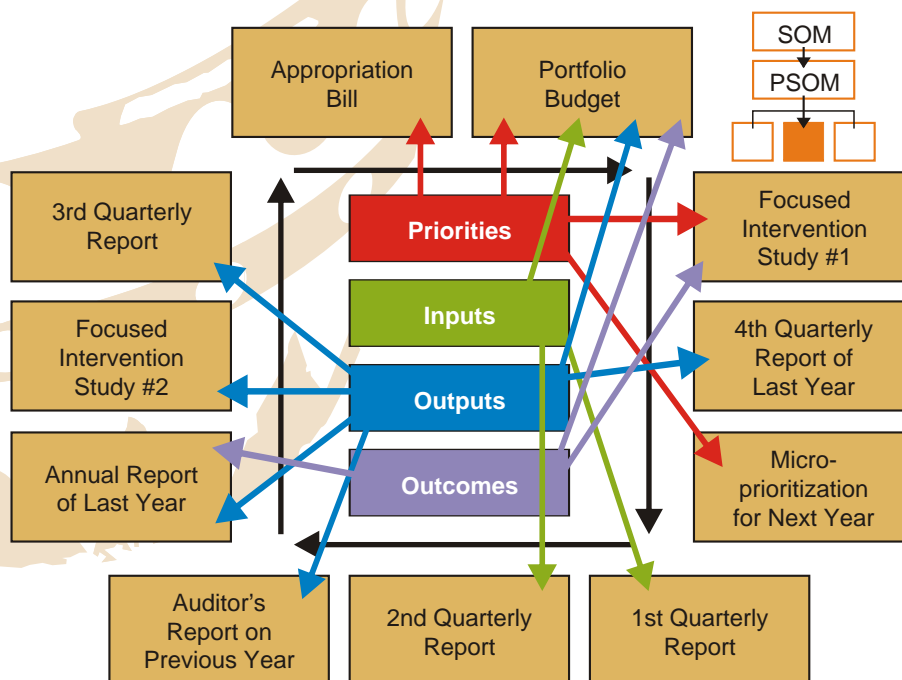 Appropriation
Bill
Portfolio
Budget
SOM
PSOM
3rd Quarterly
Report
Priorities
Focused
Intervention
Study #1
Inputs
Focused
Intervention
Study #2
Outputs
4th Quarterly
Report of
Last Year
Annual Report
of Last Year
Outcomes
Micro-
prioritization
for Next Year
Auditor's
Report on
Previous Year
2nd Quarterly
Report
1st Quarterly
Report